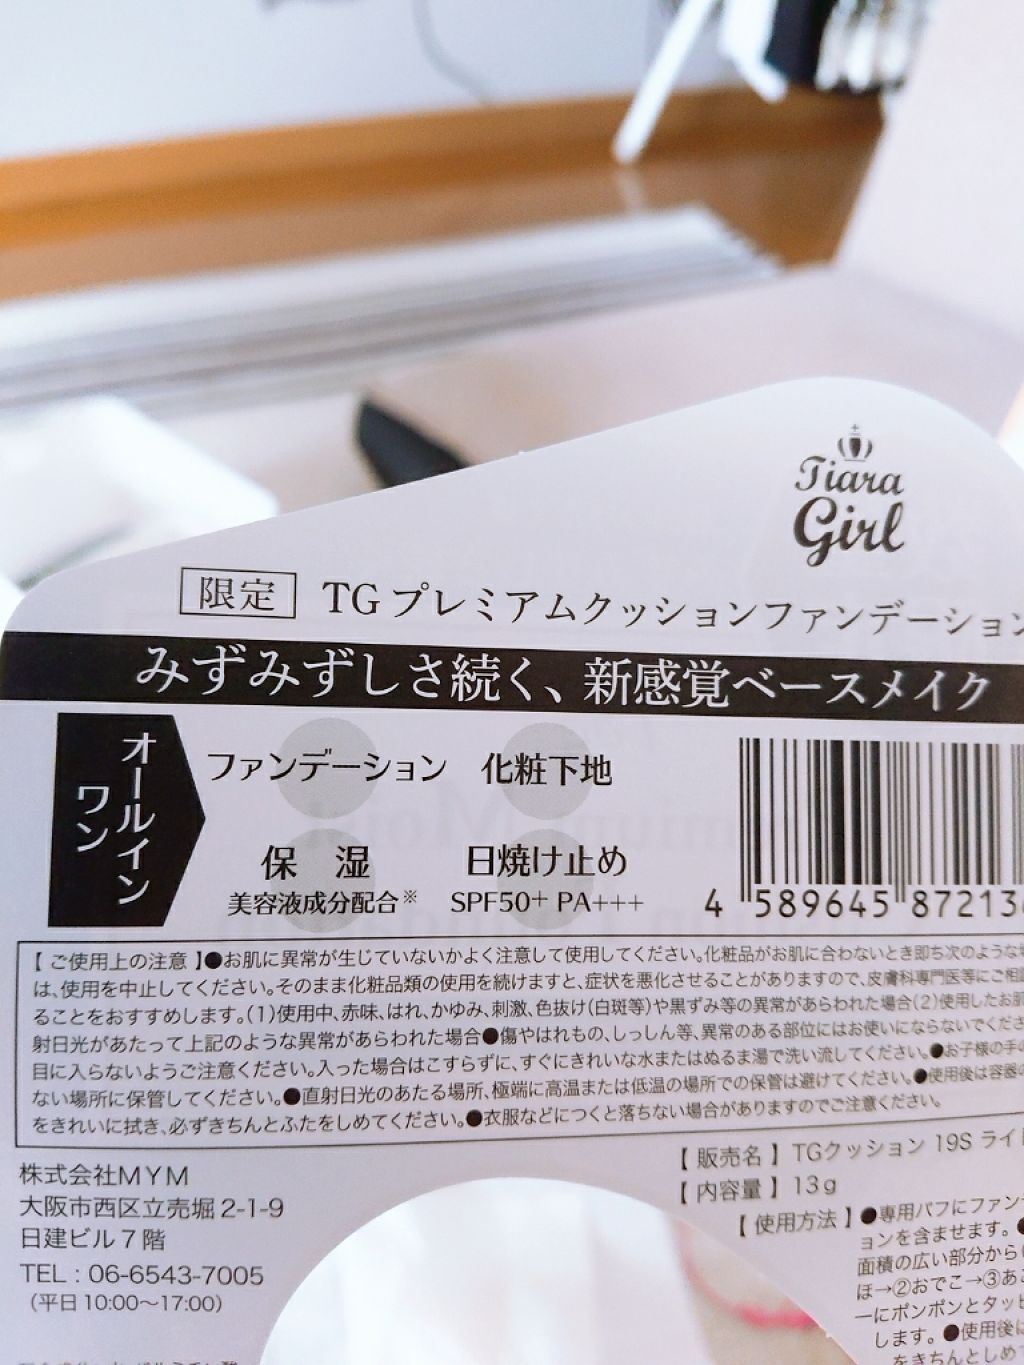 Tiara
Girl
限定 TGプレミアムクッションファンデーション
みずみずしさ続く、新感覚ベースメイク
オールイン
ワン
ファンデーション 化粧下地
保 湿 日焼け止め
美容液成分配合※ SPF50+ PA+++
4 589645 87213
【ご使用上の注意】●お肌に異常が生じていないかよく注意して使用してください。化粧品がお肌に合わないとき即ち次のような
は、使用を中止してください。そのまま化粧品類の使用を続けますと、症状を悪化させることがありますので、皮膚科専門医等にご相
ることをおすすめします。(1)使用中、赤味、はれ、かゆみ、刺激、色抜け(白斑等)や黒ずみ等の異常があらわれた場合(2)使用したお肌
射日光があたって上記のような異常があらわれた場合●傷やはれもの、しっしん等、異常のある部位にはお使いにならないでくださ
目に入らないようご注意ください。入った場合はこすらずに、すぐにきれいな水またはぬるま湯で洗い流してください。●お子様の手の
ない場所に保管してください。●直射日光のあたる場所、極端に高温または低温の場所での保管は避けてください。●使用後は容器の
をきれいに拭き、必ずきちんとふたをしめてください。●衣服などにつくと落ちない場合がありますのでご注意ください。
株式会社MYM
大阪市西区立売堀2-1-9
日建ビル7階
TEL：06-6543-7005
(平日10:00〜17:00)
【販売名】TGクッション 19S ライ
【内容量】13g
【使用方法】●専用パフにファン
ョンを含ませます。●
面積の広い部分から
ほ→②おでこ→③あ
ーにポンポンとタッ
します。●使用後に
をきちんとしめ